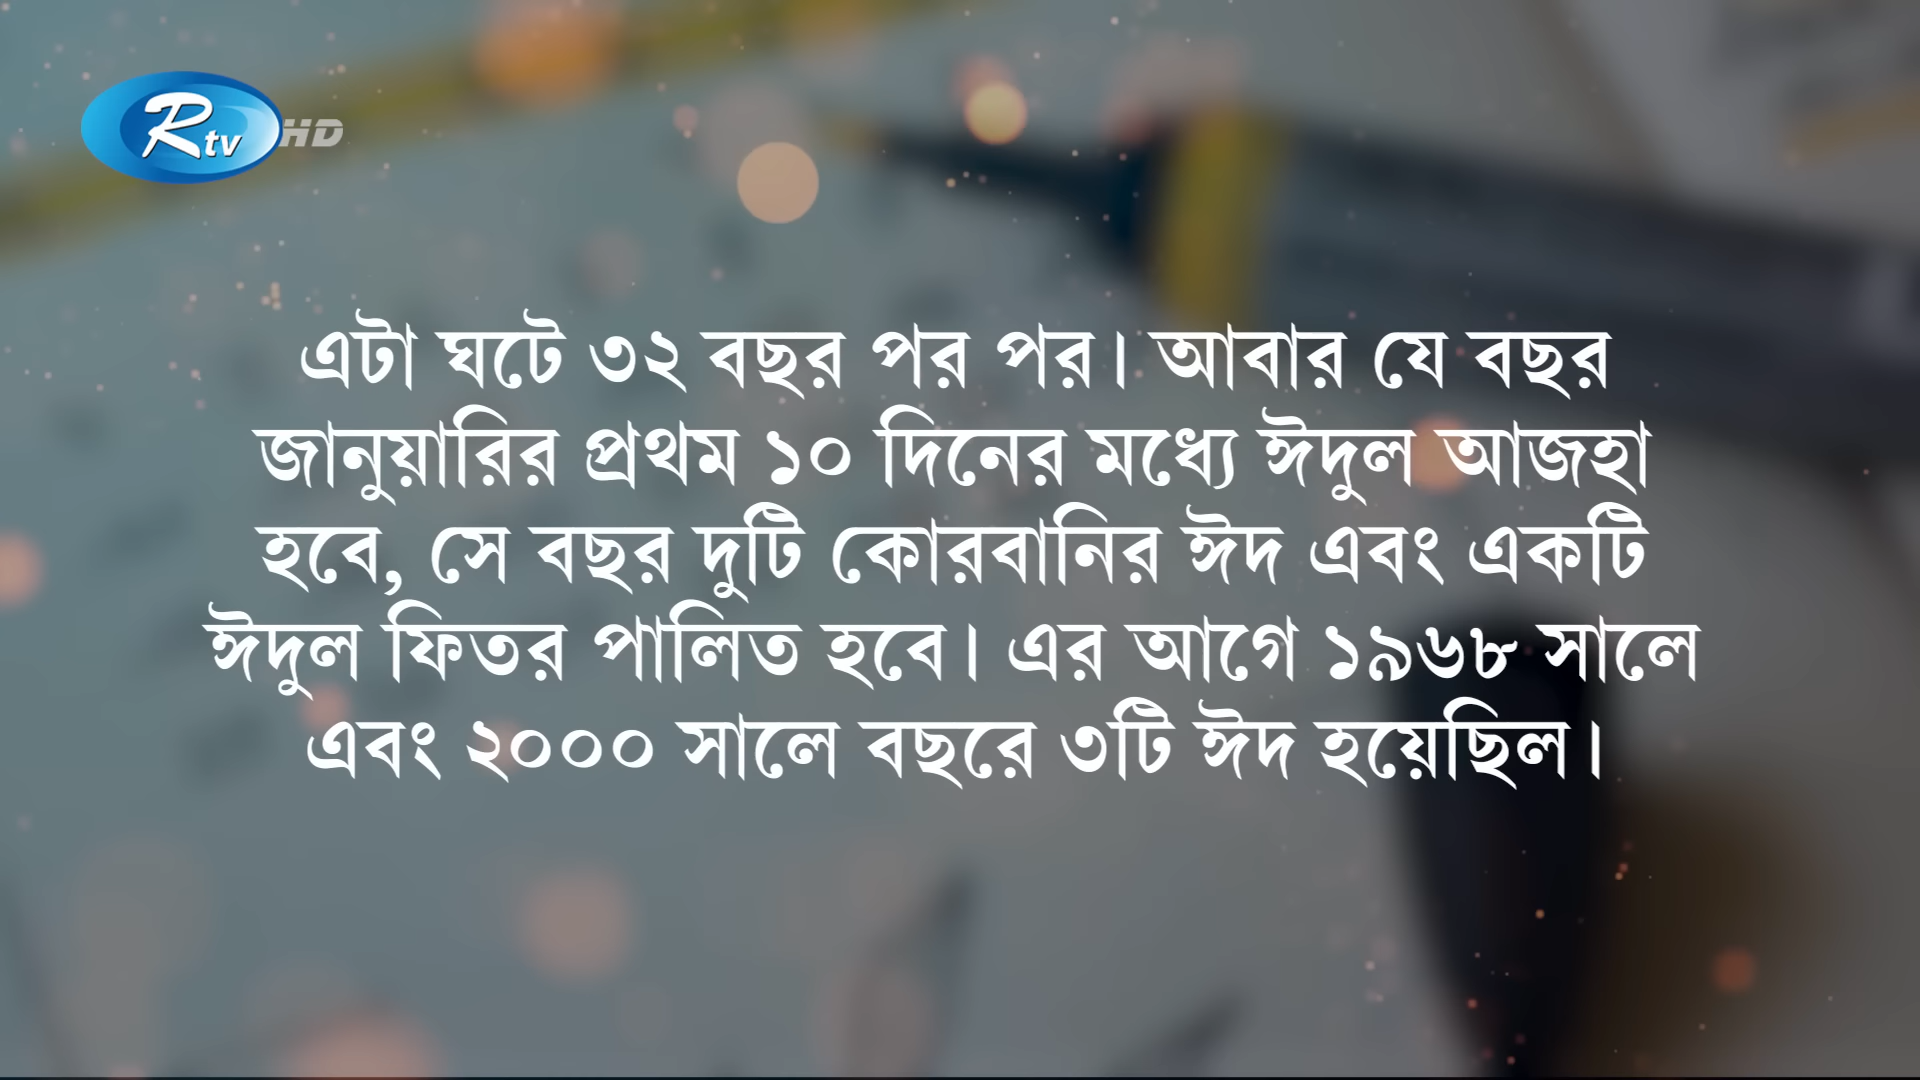 Rtv HD
এটা ঘটে ৩২ বছর পর পর। আবার যে বছর
জানুয়ারির প্রথম ১০ দিনের মধ্যে ঈদুল আজহা
হবে, সে বছর দুটি কোরবানির ঈদ এবং একটি
ঈদুল ফিতর পালিত হবে। এর আগে ১৯৬৮ সালে
এবং ২০০০ সালে বছরে ৩টি ঈদ হয়েছিল।